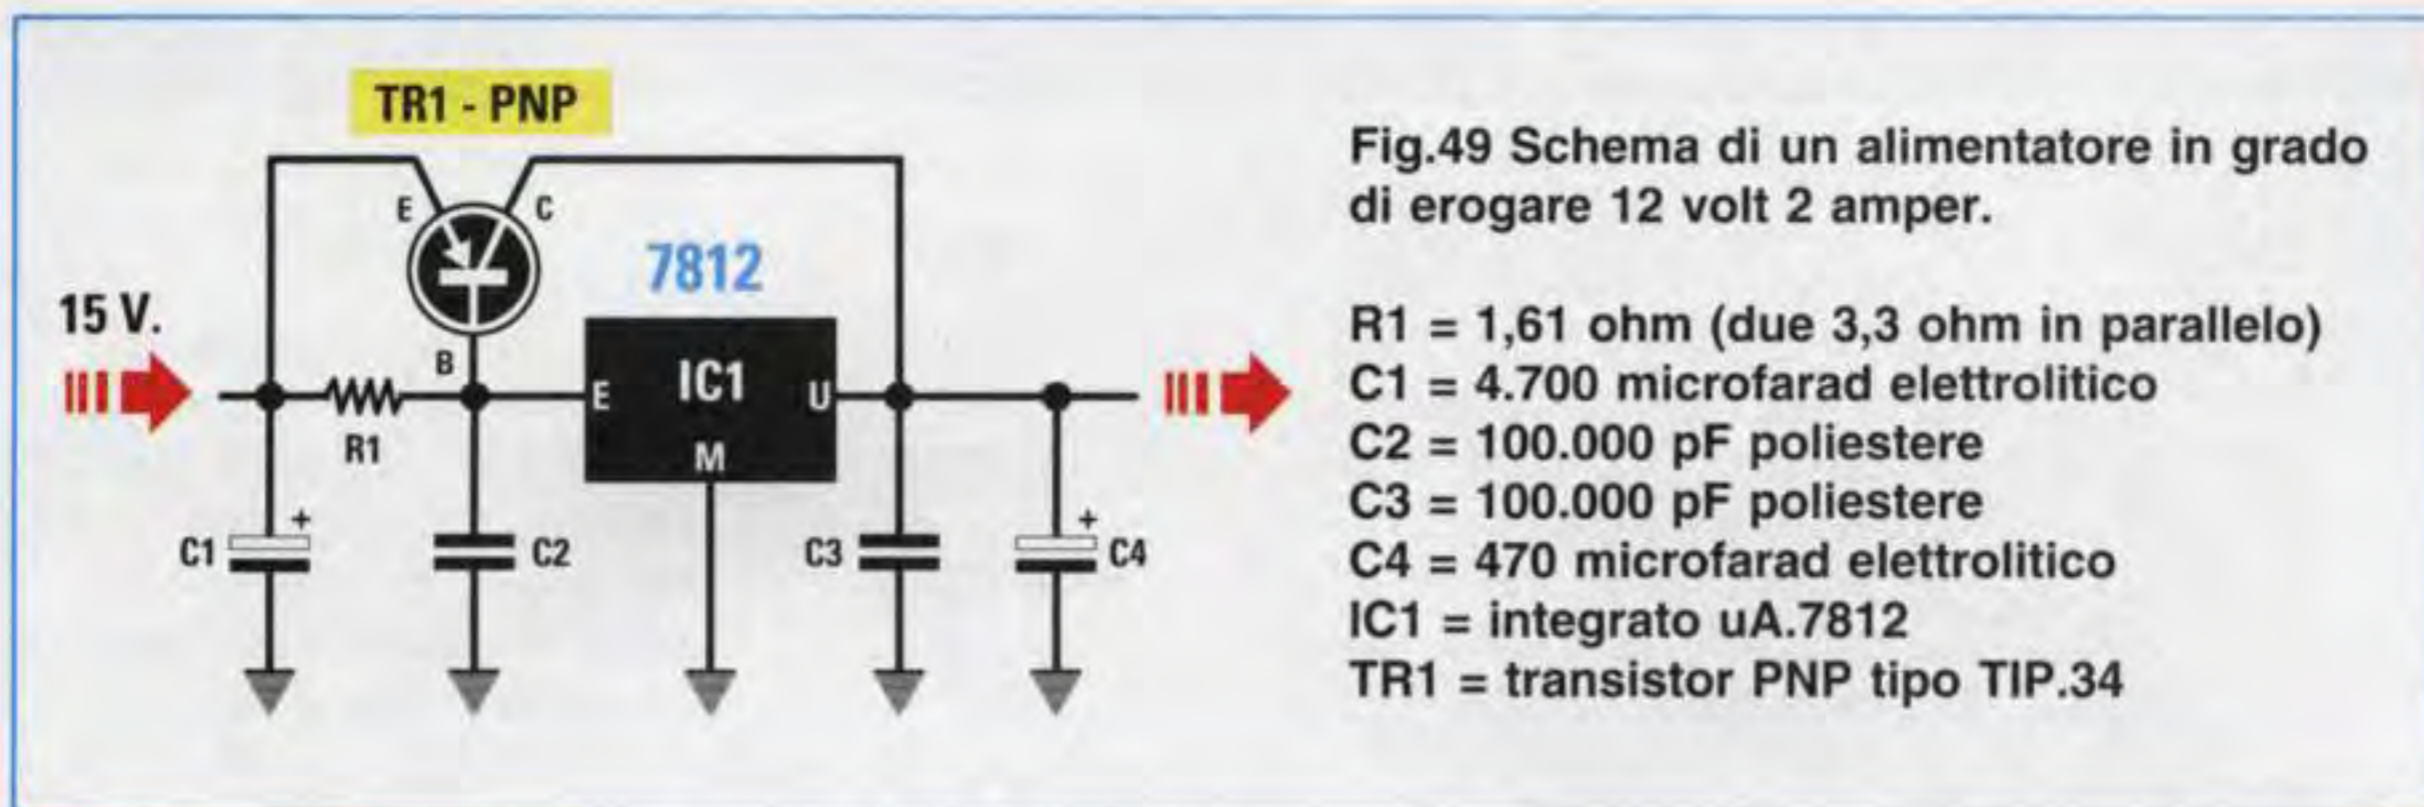 TR1 - PNP
E
C
7812
15 V.
B
E
IC1
U
R1
M
+
+
C1
C2
C3
C4
Fig.49 Schema di un alimentatore in grado
di erogare 12 volt 2 amper.
R1 = 1,61 ohm (due 3,3 ohm in parallelo)
C1 = 4.700 microfarad elettrolitico
C2 = 100.000 pF poliestere
C3 = 100.000 pF poliestere
C4 = 470 microfarad elettrolitico
IC1 = integrato uA.7812
TR1 = transistor PNP tipo TIP.34